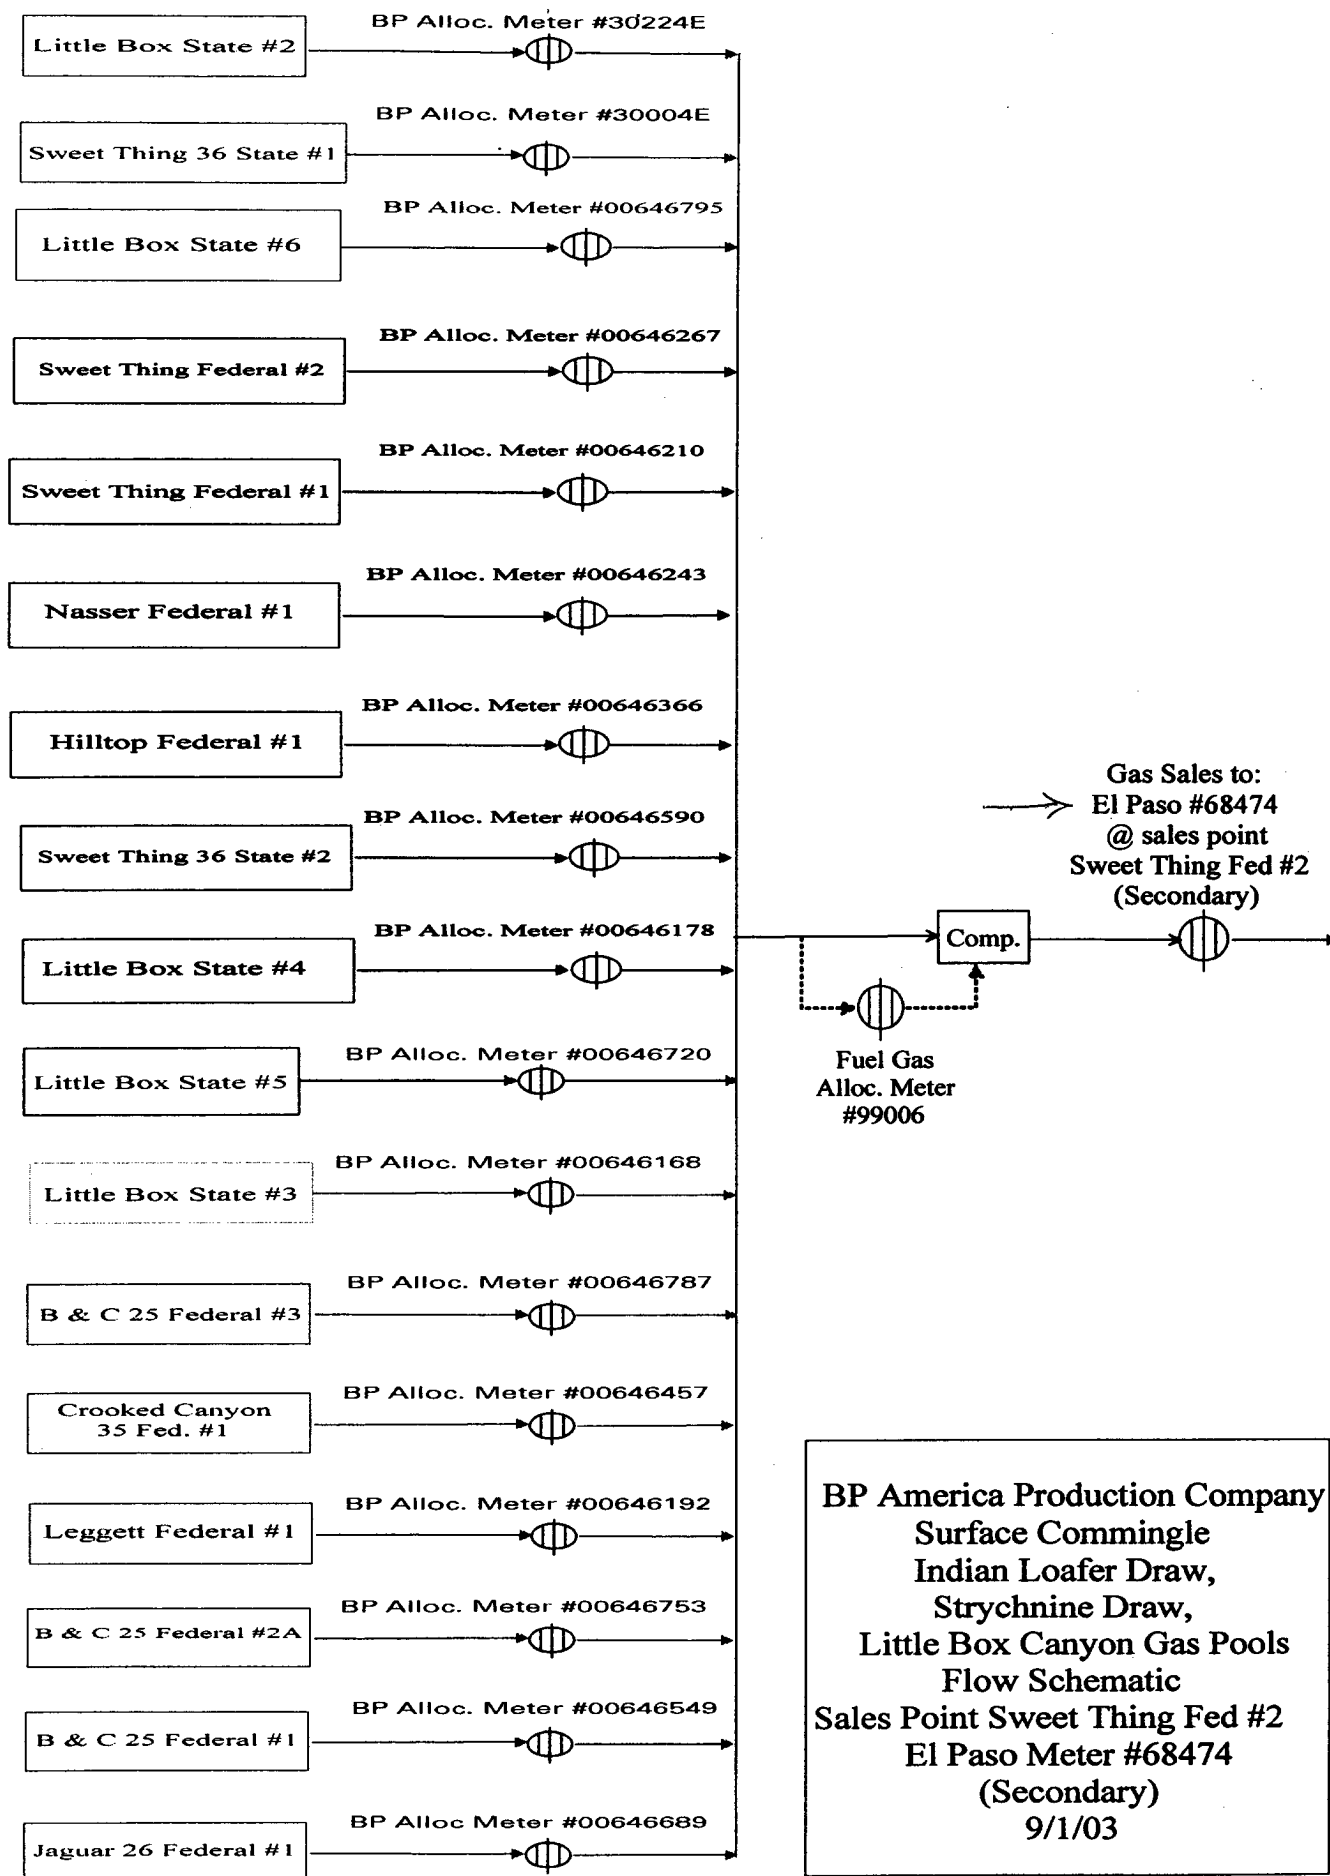 BP Alloc. Meter #30224E
Little Box State #2
BP Alloc. Meter #30004E
Sweet Thing 36 State #1
BP Alloc. Meter #00646795
Little Box State #6
BP Alloc. Meter #00646267
Sweet Thing Federal #2
BP Alloc. Meter #00646210
Sweet Thing Federal #1
BP Alloc. Meter #00646243
Nasser Federal #1
BP Alloc. Meter #00646366
Hilltop Federal #1
Gas Sales to:
El Paso #68474
@ sales point
Sweet Thing Fed #2
(Secondary)
BP Alloc. Meter #00646590
Sweet Thing 36 State #2
BP Alloc. Meter #00646178
Little Box State #4
Comp.
Fuel Gas
Alloc. Meter
#99006
BP Alloc. Meter #00646720
Little Box State #5
BP Alloc. Meter #00646168
Little Box State #3
BP Alloc. Meter #00646787
B & C 25 Federal #3
BP Alloc. Meter #00646457
Crooked Canyon
35 Fed. #1
BP Alloc. Meter #00646192
Leggett Federal #1
BP Alloc. Meter #00646753
B & C 25 Federal #2A
BP Alloc. Meter #00646549
B & C 25 Federal #1
BP Alloc Meter #00646689
Jaguar 26 Federal #1
BP America Production Company
Surface Commingle
Indian Loafer Draw,
Strychnine Draw,
Little Box Canyon Gas Pools
Flow Schematic
Sales Point Sweet Thing Fed #2
El Paso Meter #68474
(Secondary)
9/1/03